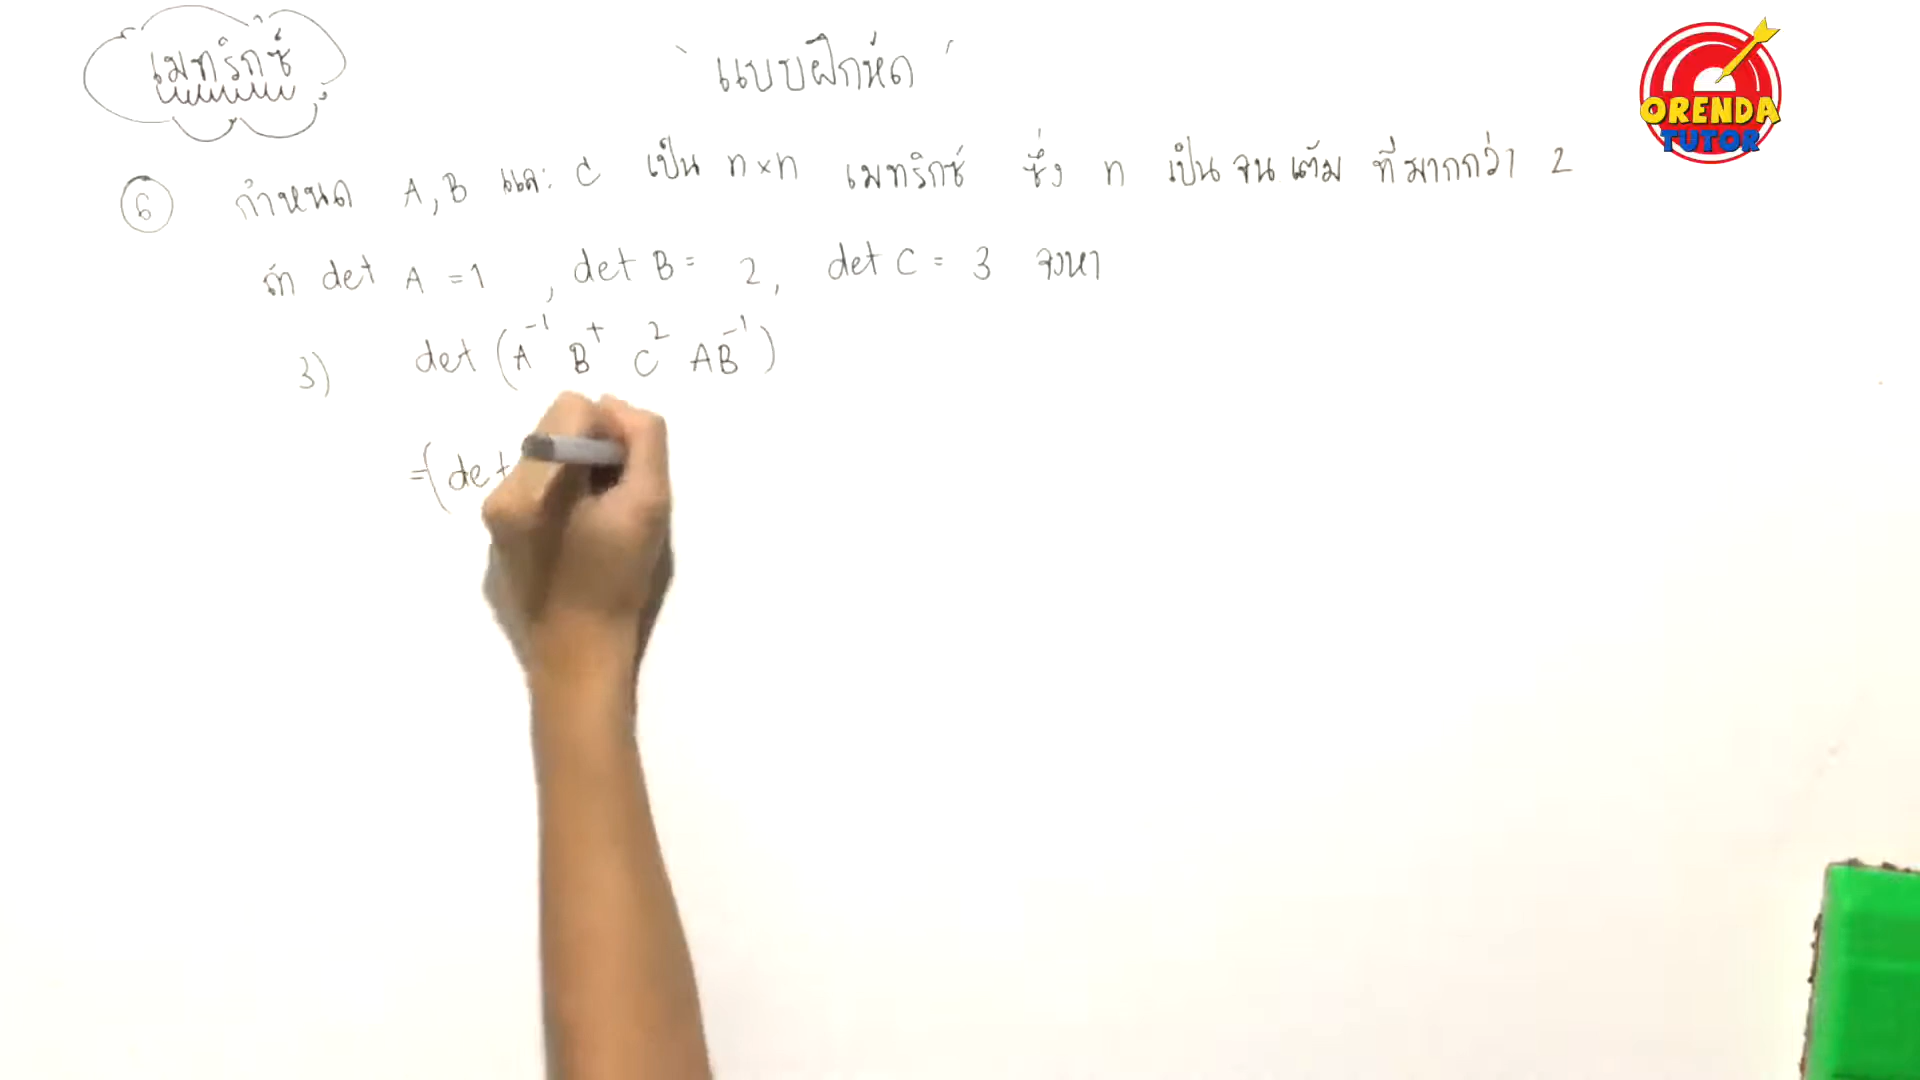 เมทริกซ์
" แบบฝึกหัด "
ORENDA
TUTOR
⑥ กำหนด A, B และ C เป็น n×n เมทริกซ์ ซึ่ง n เป็นจนเต็ม ที่มากกว่า 2
ถ้า det A = 1 , det B = 2, det C = 3 จงหา
3) det (A⁻¹ Bᵗ C² AB⁻¹)
= (det